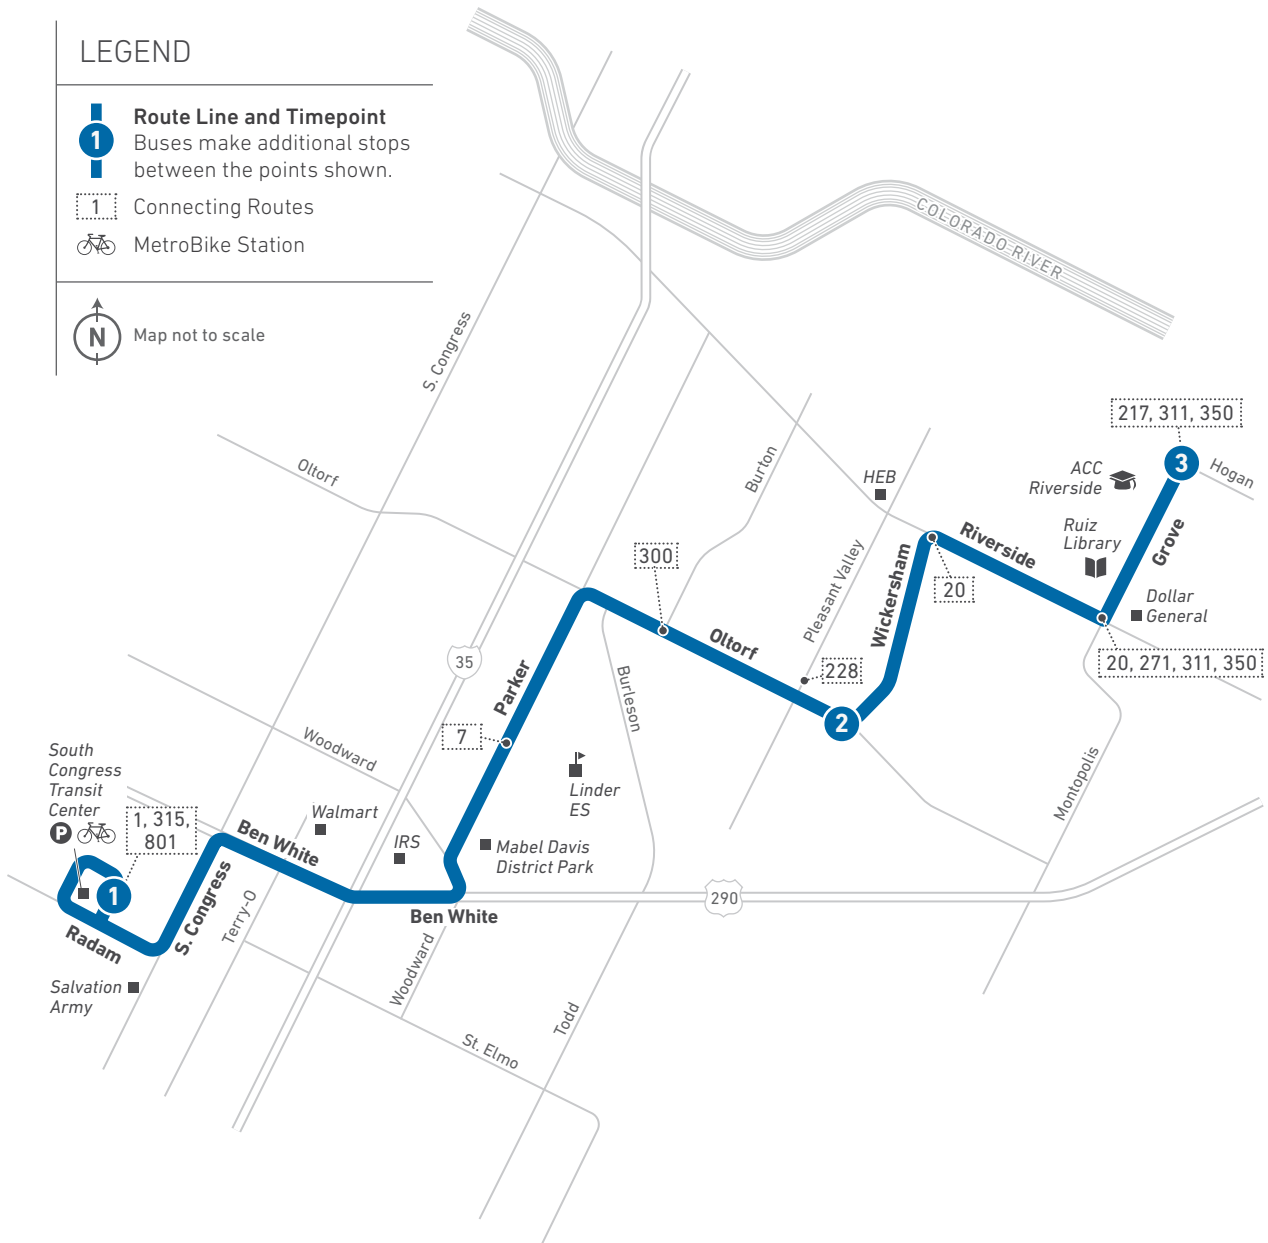 LEGEND
1
Route Line and Timepoint
Buses make additional stops
between the points shown.
1
Connecting Routes
MetroBike Station
N
Map not to scale
COLORADO RIVER
S. Congress
217, 311, 350
3
Hogan
ACC
Riverside
Oltorf
Burton
HEB
Ruiz
Library
Grove
Riverside
300
Pleasant Valley
Wickersham
20
Dollar
General
Oltorf
35
Parker
Burleson
228
20, 271, 311, 350
2
7
Woodward
South
Congress
Transit
Center
P
Linder
ES
Montopolis
1, 315,
801
Walmart
Ben White
IRS
Mabel Davis
District Park
1
S. Congress
Terry-O
290
Ben White
Radam
Woodward
Salvation
Army
Todd
St. Elmo